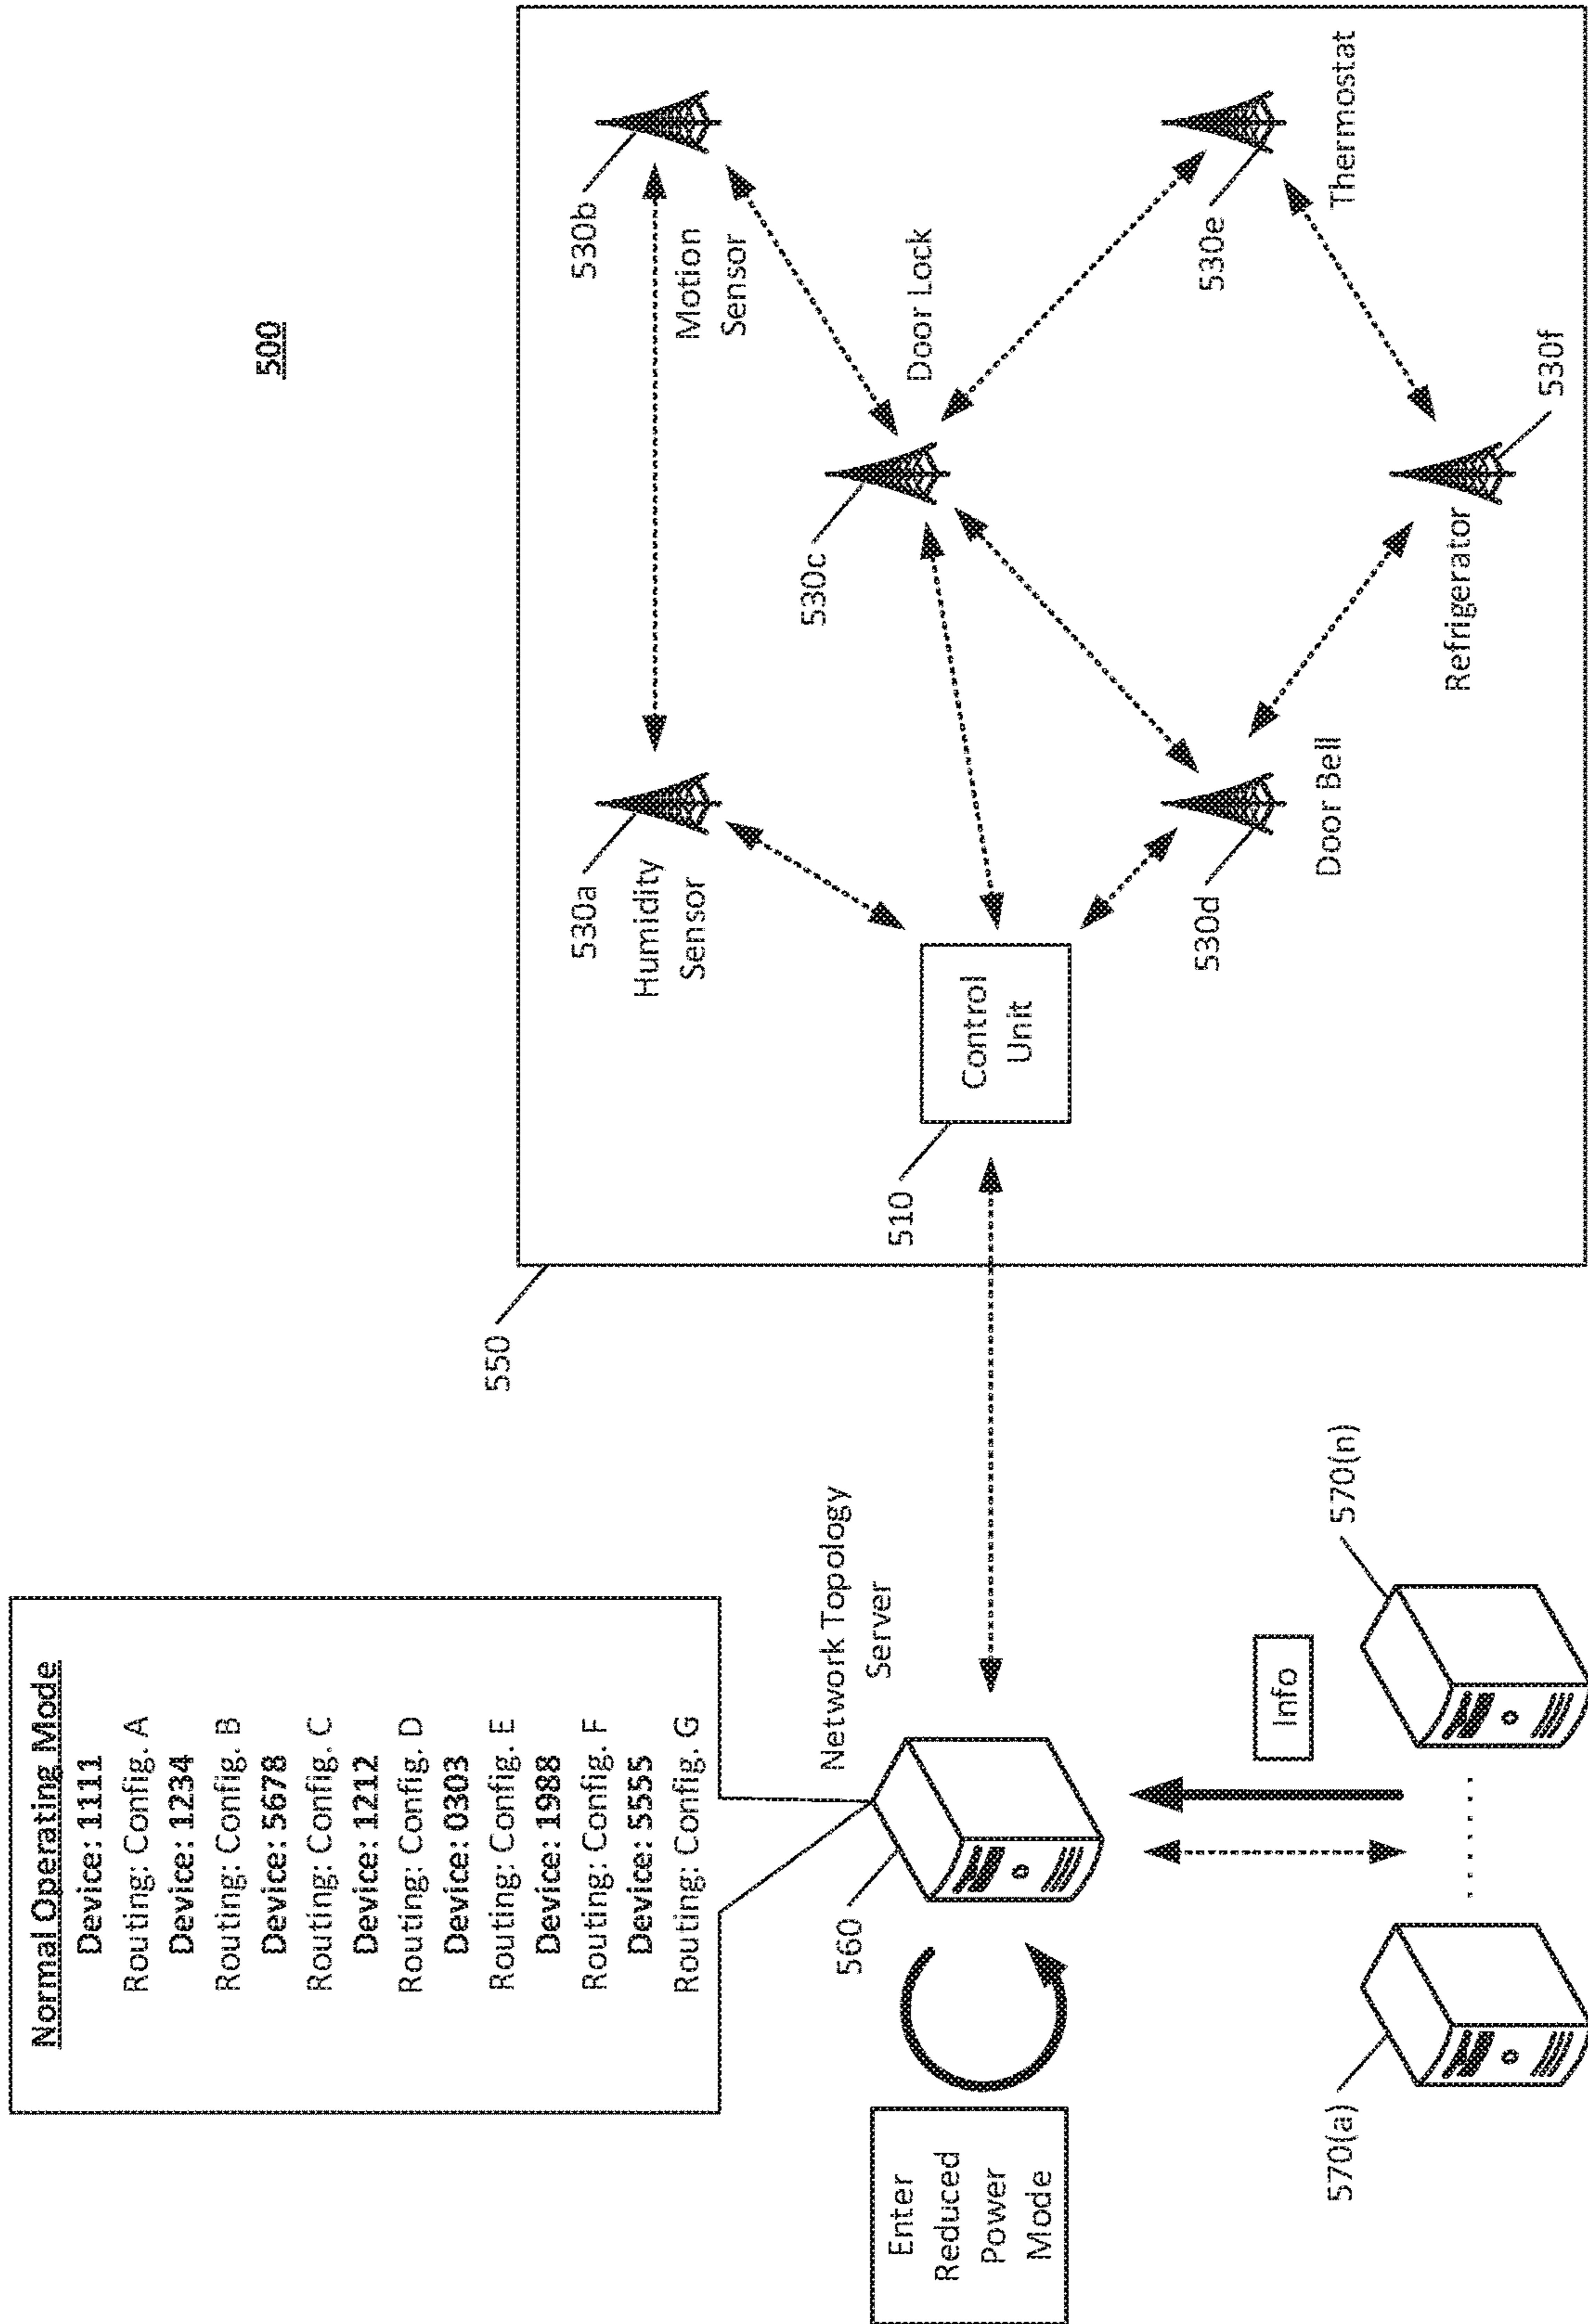 500
Normal Operating Mode
Device: 1111
Routing: Config. A
Device: 1234
Routing: Config. B
Device: 5678
Routing: Config. C
Device: 1212
Routing: Config. D
Device: 0303
Routing: Config. E
Device: 1988
Routing: Config. F
Device: 5555
Routing: Config. G
Enter
Reduced
Power
Mode
560
Network Topology
Server
Info
570(a)
570(n)
550
510
Control
Unit
530a
Humidity
Sensor
530b
Motion
Sensor
530c
Door Lock
530d
Door Bell
530e
Thermostat
Refrigerator
530f